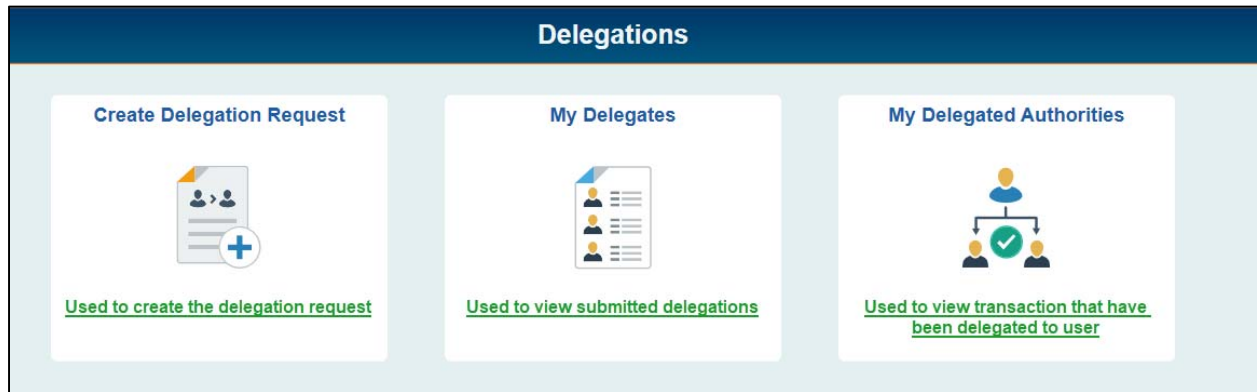 Delegations
Create Delegation Request
My Delegates
My Delegated Authorities
Used to create the delegation request
Used to view submitted delegations
Used to view transaction that have
been delegated to user